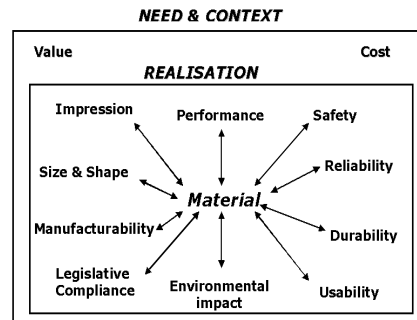 NEED & CONTEXT
Value Cost
REALISATION
Impression Performance Safety
Size & Shape Reliability
Material
Manufacturability Durability
Legislative
Compliance
Environmental
impact
Usability